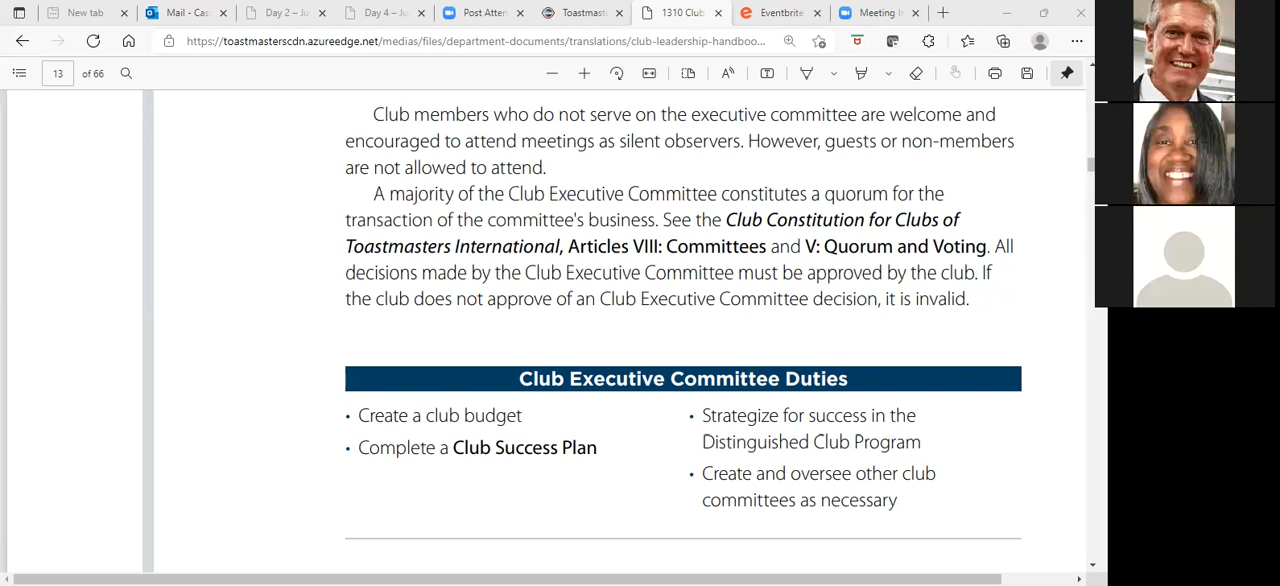 New tab
Mail - Cas
Day 2 – Ju
Day 4 – Ju
Post Atten
Toastmast
1310 Club
Eventbrite
Meeting In
https://toastmasterscdn.azureedge.net/medias/files/department-documents/translations/club-leadership-handboo...
13 of 66
Club members who do not serve on the executive committee are welcome and
encouraged to attend meetings as silent observers. However, guests or non-members
are not allowed to attend.
A majority of the Club Executive Committee constitutes a quorum for the
transaction of the committee's business. See the Club Constitution for Clubs of
Toastmasters International, Articles VIII: Committees and V: Quorum and Voting. All
decisions made by the Club Executive Committee must be approved by the club. If
the club does not approve of an Club Executive Committee decision, it is invalid.
Club Executive Committee Duties
• Create a club budget
• Complete a Club Success Plan
• Strategize for success in the
Distinguished Club Program
• Create and oversee other club
committees as necessary